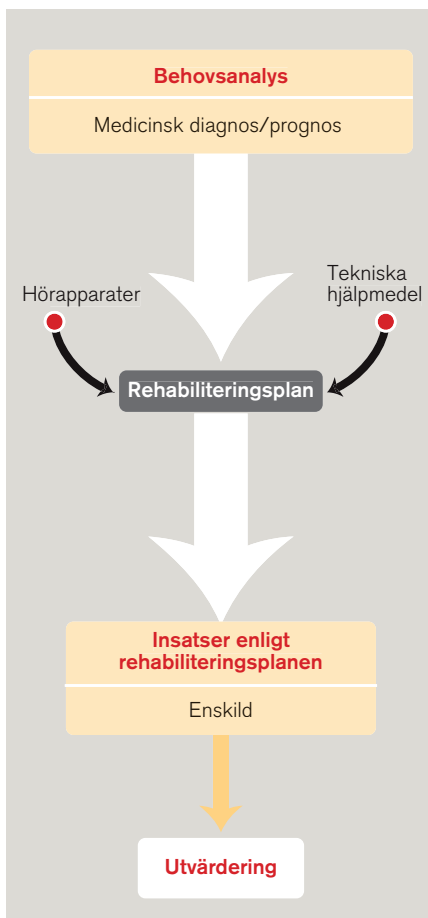 Behovsanalys
Medicinsk diagnos/prognos
Hörapparater
Tekniska
hjälpmedel
Rehabiliteringsplan
Insatser enligt
rehabiliteringsplanen
Enskild
Utvärdering